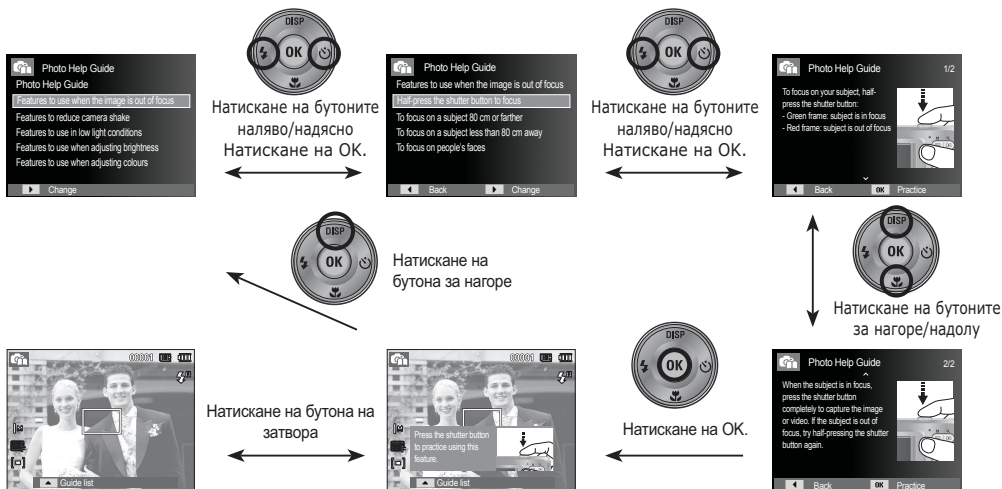 DISP
OK
Натискане на бутоните
наляво/надясно
Натискане на OK.
DISP
OK
Натискане на бутоните
наляво/надясно
Натискане на OK.
Photo Help Guide
Photo Help Guide
Features to use when the image is out of focus
Features to reduce camera shake
Features to use in low light conditions
Features to use when adjusting brightness
Features to use when adjusting colours
Change
Photo Help Guide
Features to use when the image is out of focus
Half-press the shutter button to focus
To focus on a subject 80 cm or farther
To focus on a subject less than 80 cm away
To focus on people's faces
Back Change
Photo Help Guide 1/2
To focus on your subject, half-
press the shutter button:
- Green frame: subject is in focus
- Red frame: subject is out of focus
Back OK Practice
DISP
OK
Натискане на
бутона за нагоре
DISP
OK
Натискане на бутоните
за нагоре/надолу
00001
Guide list
Натискане на бутона на
затвора
00001
Press the shutter button
to practice using this
feature.
Guide list
DISP
OK
Натискане на OK.
Photo Help Guide 2/2
When the subject is in focus,
press the shutter button
completely to capture the image
or video. If the subject is out of
focus, try half-pressing the shutter
button again.
Back OK Practice